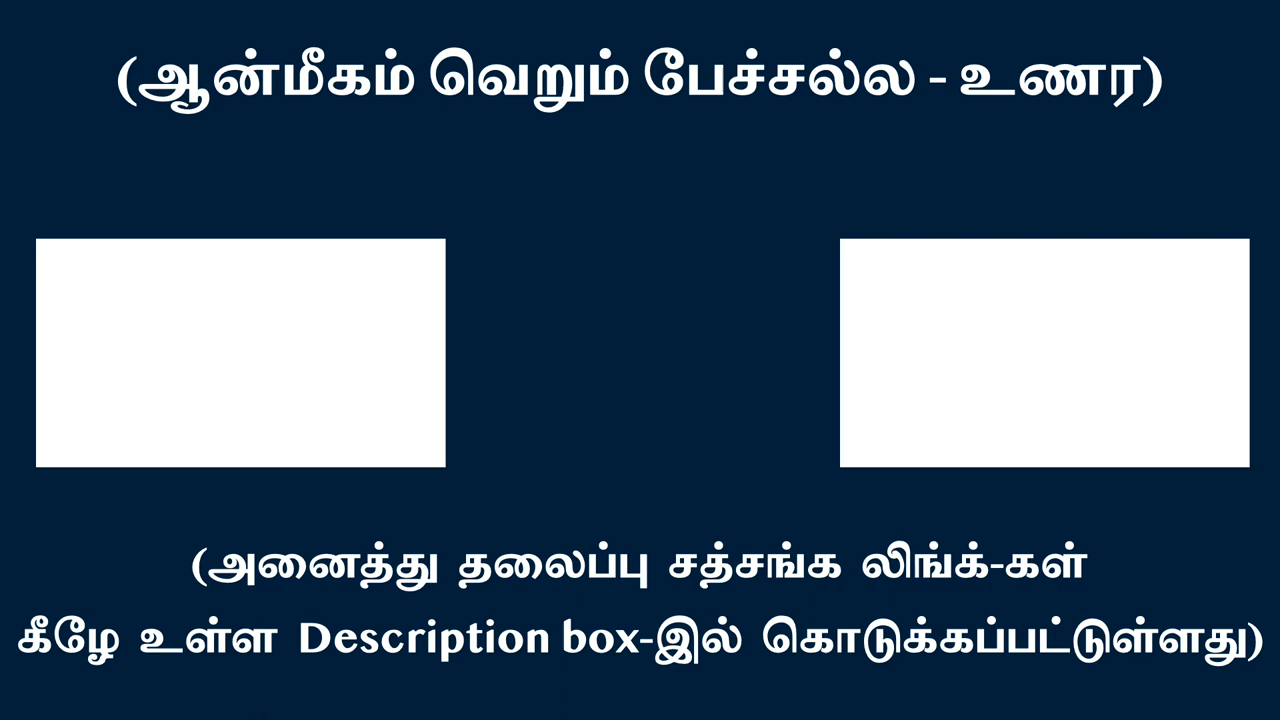 (ஆன்மீகம் வெறும் பேச்சல்ல - உணர)
(அனைத்து தலைப்பு சத்சங்க லிங்க்-கள்
கீழே உள்ள Description box-இல் கொடுக்கப்பட்டுள்ளது)